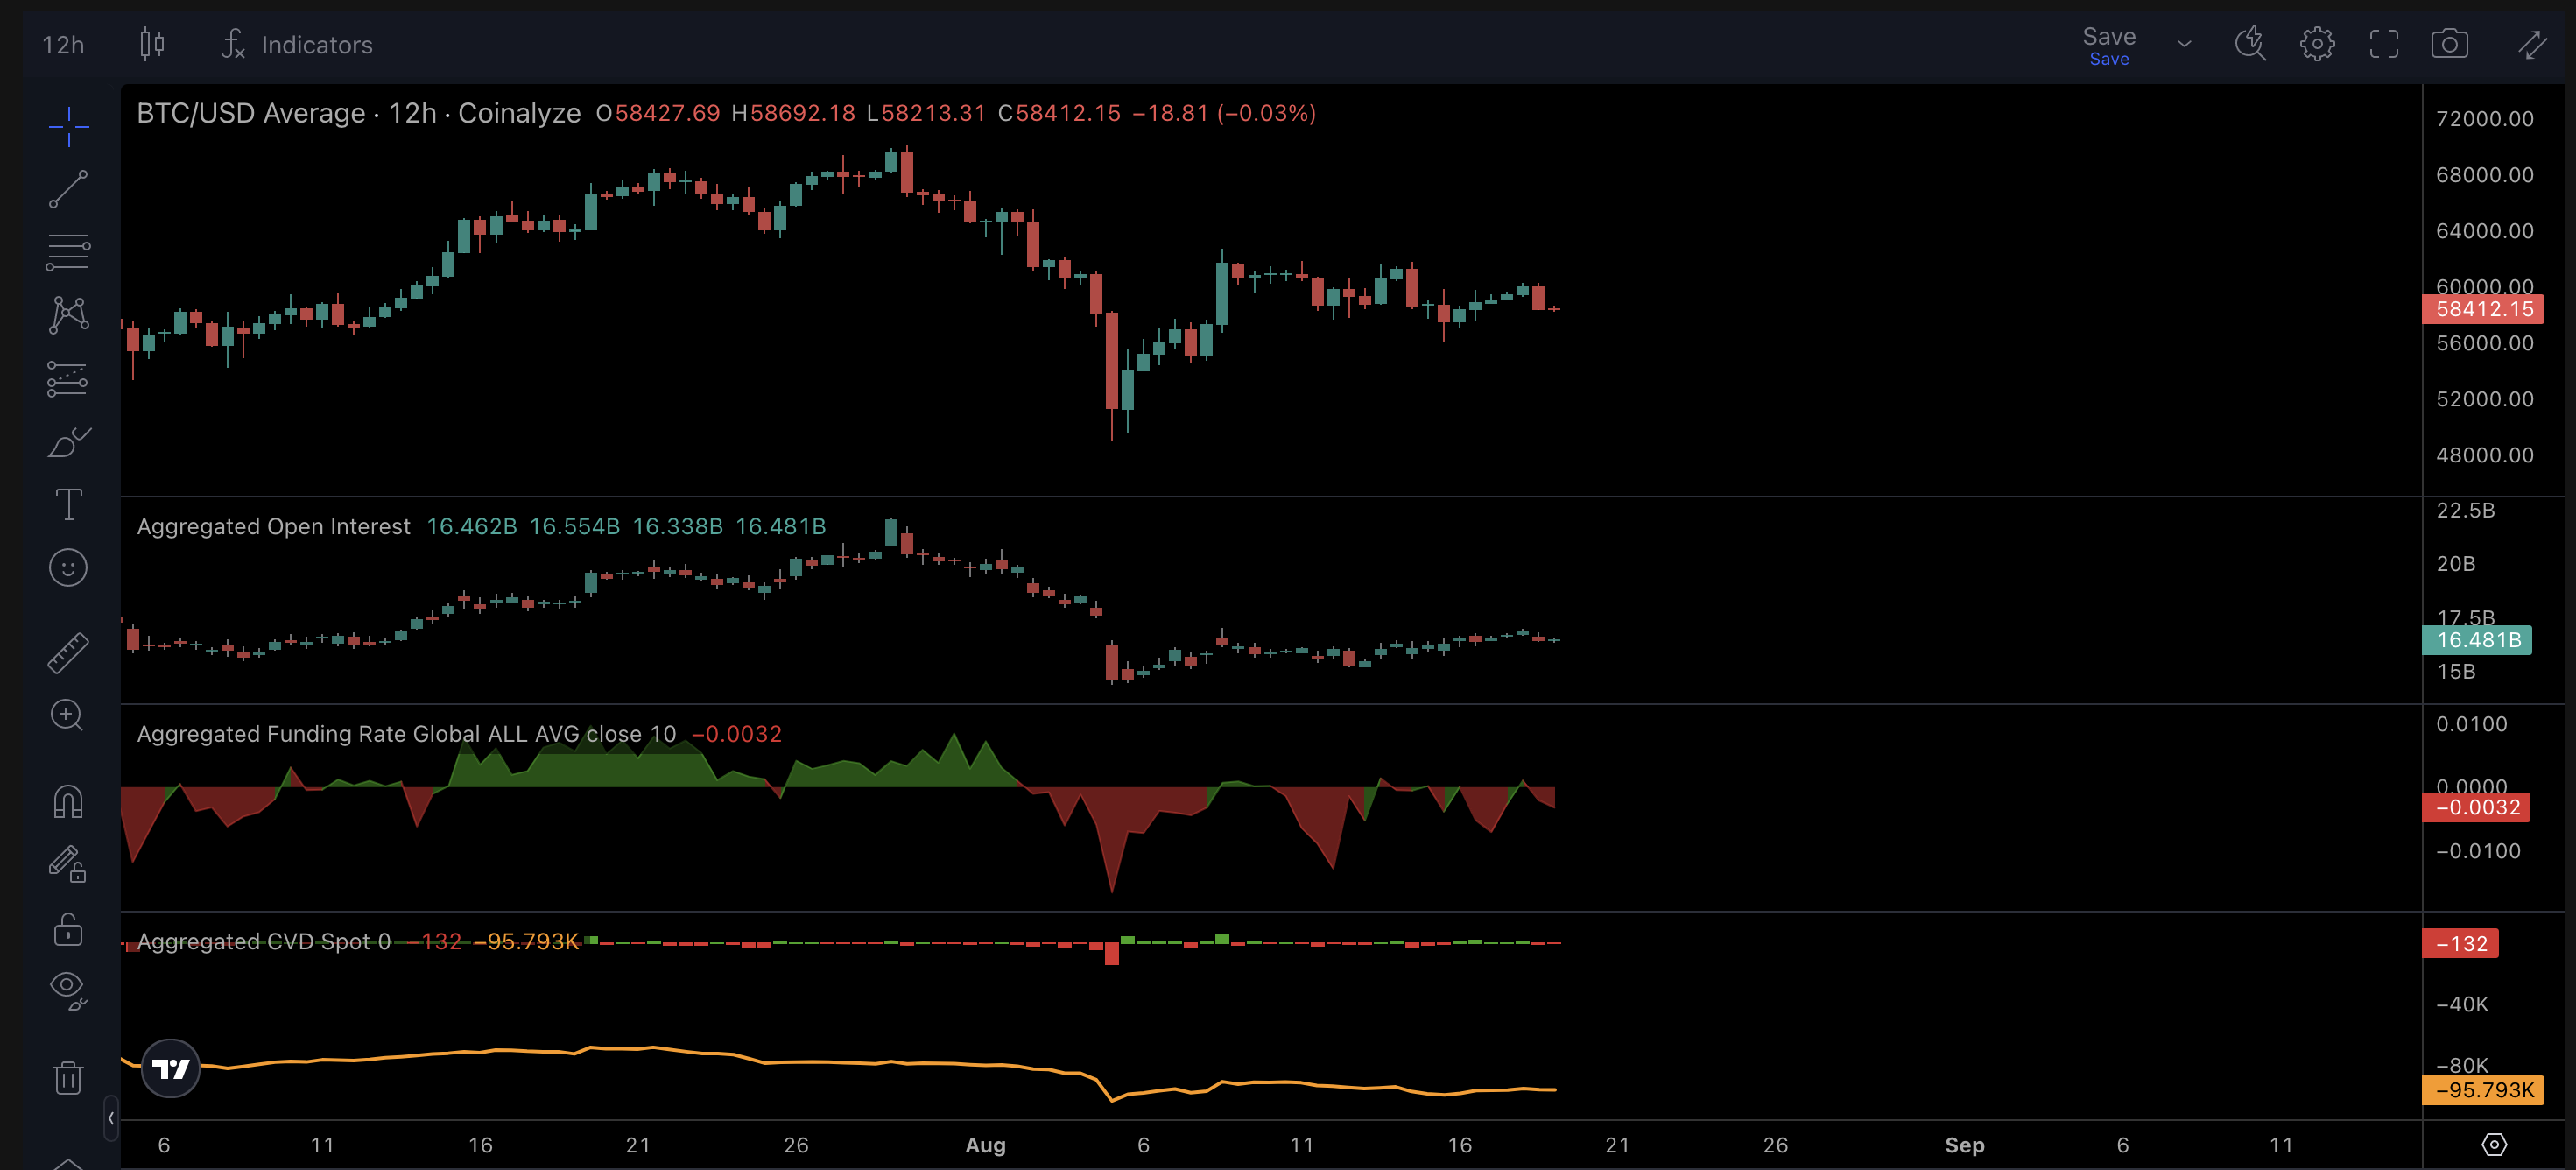 12h Indicators Save
Save
BTC/USD Average · 12h · Coinalyze O58427.69 H58692.18 L58213.31 C58412.15 −18.81 (−0.03%)
72000.00
68000.00
64000.00
60000.00
58412.15
56000.00
52000.00
48000.00
Aggregated Open Interest 16.462B 16.554B 16.338B 16.481B
22.5B
20B
17.5B
16.481B
15B
Aggregated Funding Rate Global ALL AVG close 10 −0.0032
0.0100
0.0000
−0.0032
−0.0100
Aggregated CVD Spot 0 −132 −95.793K
−132
−40K
−80K
−95.793K
6 11 16 21 26 Aug 6 11 16 21 26 Sep 6 11